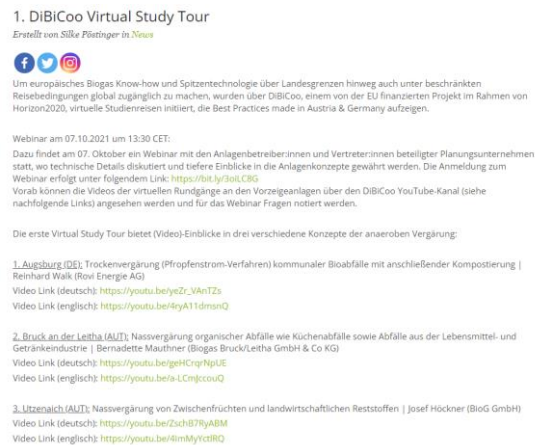 1. DiBiCoo Virtual Study Tour
Erstellt von Silke Pöstinger in News
Um europäisches Biogas Know-how und Spitzentechnologie über Landesgrenzen hinweg auch unter beschränkten
Reisebedingungen global zugänglich zu machen, wurden über DiBiCoo, einem von der EU finanzierten Projekt im Rahmen von
Horizon2020, virtuelle Studienreisen initiiert, die Best Practices made in Austria & Germany aufzeigen.
Webinar am 07.10.2021 um 13:30 CET:
Dazu findet am 07. Oktober ein Webinar mit den Anlagenbetreiber:innen und Vertreter:innen beteiligter Planungsunternehmen
statt, wo technische Details diskutiert und tiefere Einblicke in die Anlagenkonzepte gewährt werden. Die Anmeldung zum
Webinar erfolgt unter folgendem Link: https://bit.ly/3oiLC8G
Vorab können die Videos der virtuellen Rundgänge an den Vorzeigeanlagen über den DiBiCoo YouTube-Kanal (siehe
nachfolgende Links) angesehen werden und für das Webinar Fragen notiert werden.
Die erste Virtual Study Tour bietet (Video)-Einblicke in drei verschiedene Konzepte der anaeroben Vergärung:
1. Augsburg (DE): Trockenvergärung (Pfropfenstrom-Verfahren) kommunaler Bioabfälle mit anschließender Kompostierung |
Reinhard Walk (Rovi Energie AG)
Video Link (deutsch): https://youtu.be/yeZr_VAnTZs
Video Link (englisch): https://youtu.be/4ryA11dmsnQ
2. Bruck an der Leitha (AUT): Nassvergärung organischer Abfälle wie Küchenabfälle sowie Abfälle aus der Lebensmittel- und
Getränkeindustrie | Bernadette Mauthner (Biogas Bruck/Leitha GmbH & Co KG)
Video Link (deutsch): https://youtu.be/geHCrqrNpUE
Video Link (englisch): https://youtu.be/a-LCmJccouQ
3. Utzenaich (AUT): Nassvergärung von Zwischenfrüchten und landwirtschaftlichen Reststoffen | Josef Höckner (BioG GmbH)
Video Link (deutsch): https://youtu.be/ZschB7RyABM
Video Link (englisch): https://youtu.be/4imMyYctlRQ